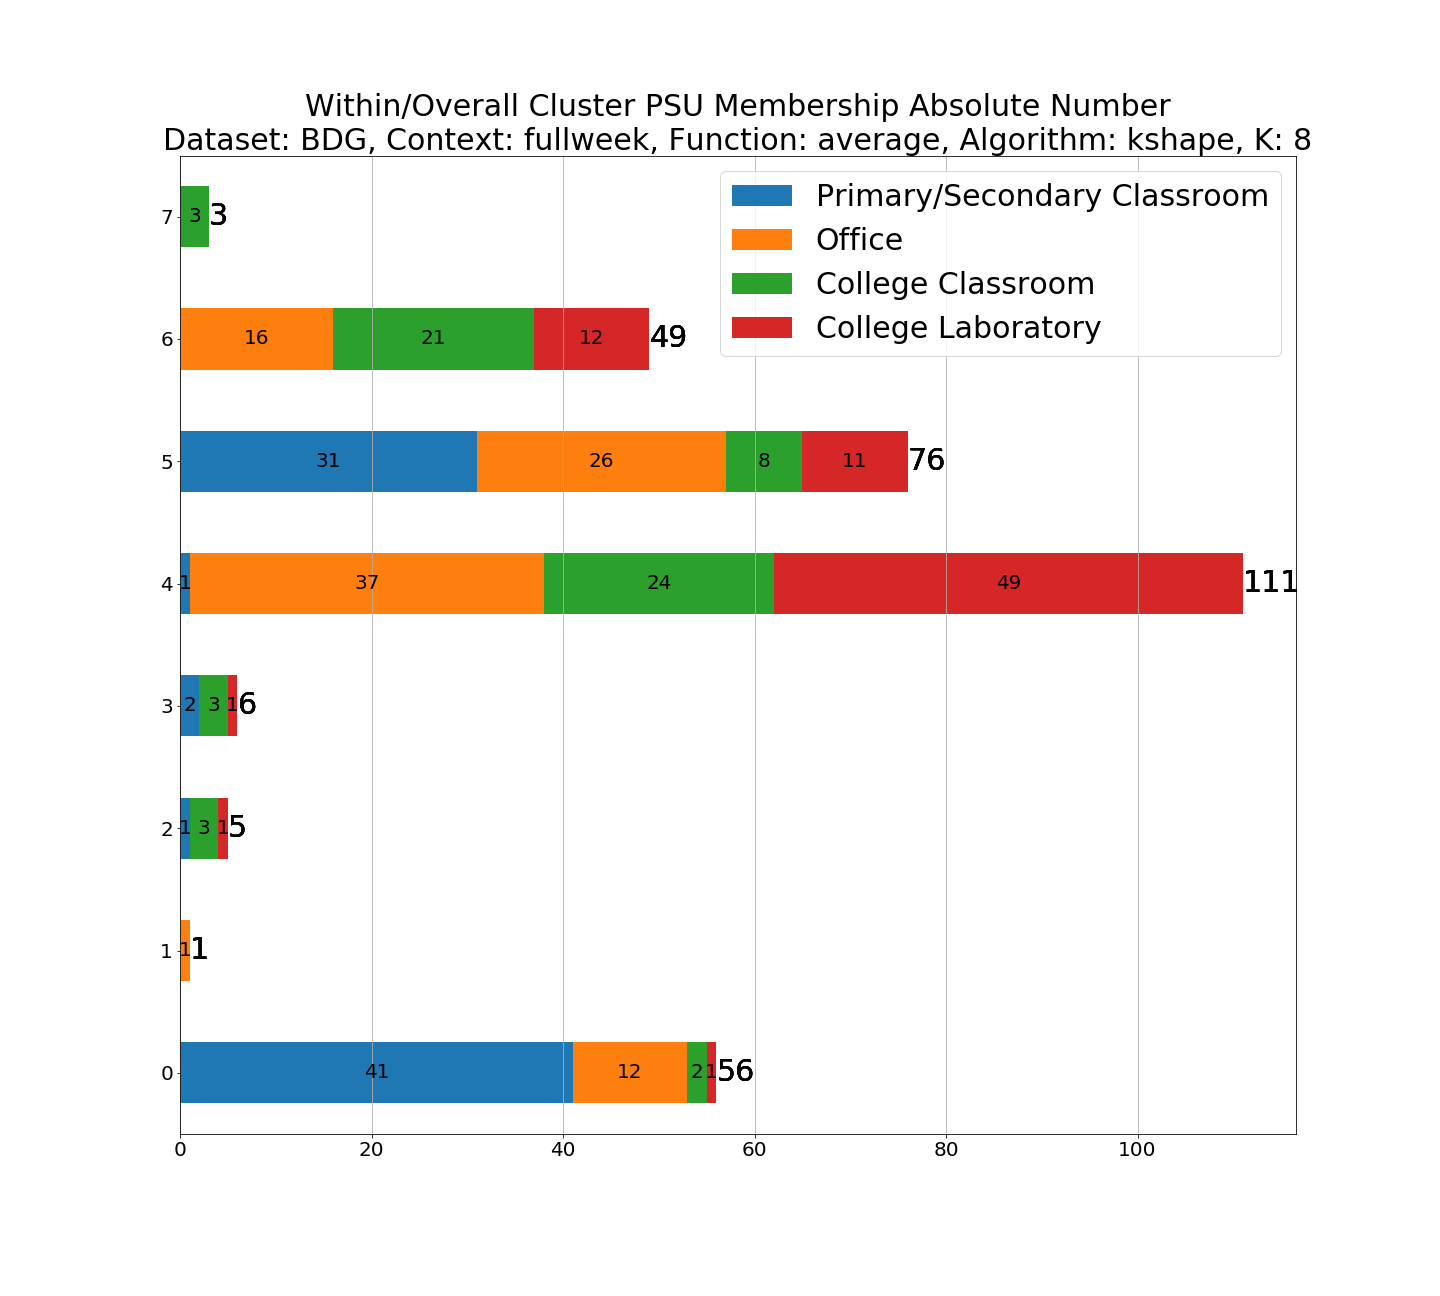 Within/Overall Cluster PSU Membership Absolute Number
Dataset: BDG, Context: fullweek, Function: average, Algorithm: kshape, K: 8
Primary/Secondary Classroom
Office
College Classroom
College Laboratory
7 3 3
6 16 21 12 49
5 31 26 8 11 76
4 1 37 24 49 111
3 2 3 1 6
2 1 3 1 5
1 1 1
0 41 12 2 1 56
0 20 40 60 80 100